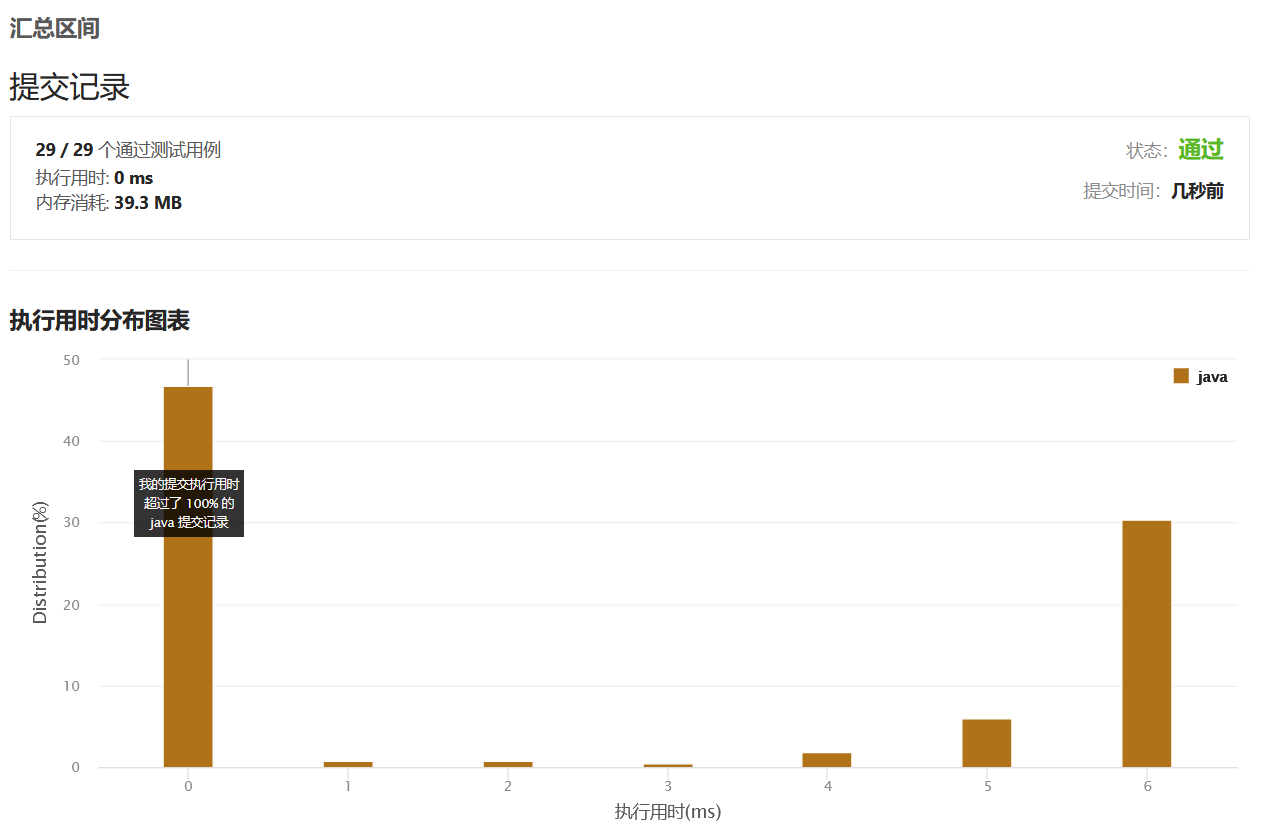 汇总区间
提交记录
29 / 29 个通过测试用例
状态：通过
执行用时: 0 ms
提交时间：几秒前
内存消耗: 39.3 MB
执行用时分布图表
java
50
40
30
20
10
0
Distribution(%)
我的提交执行用时
超过了 100% 的
java 提交记录
0 1 2 3 4 5 6
执行用时(ms)